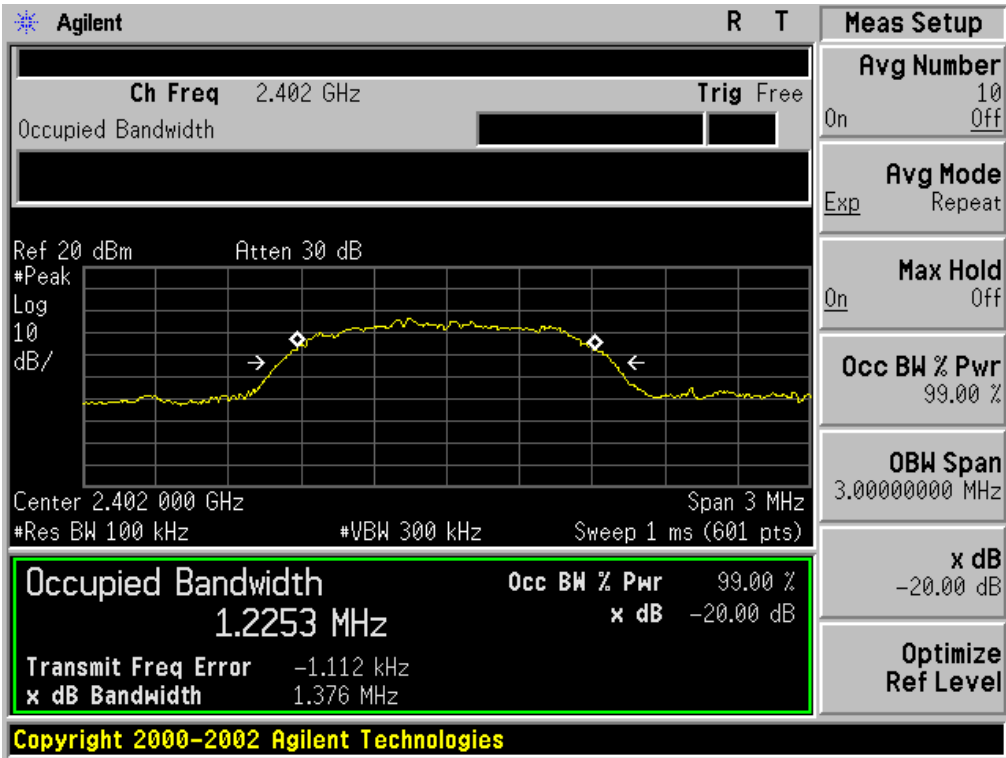 Agilent R T
Ch Freq 2.402 GHz Trig Free
Occupied Bandwidth
Ref 20 dBm Atten 30 dB
#Peak
Log
10
dB/
Center 2.402 000 GHz Span 3 MHz
#Res BW 100 kHz #VBW 300 kHz Sweep 1 ms (601 pts)
Occupied Bandwidth Occ BW % Pwr 99.00 %
1.2253 MHz x dB -20.00 dB
Transmit Freq Error -1.112 kHz
x dB Bandwidth 1.376 MHz
Copyright 2000-2002 Agilent Technologies
Meas Setup
Avg Number
10
On Off
Avg Mode
Exp Repeat
Max Hold
On Off
Occ BW % Pwr
99.00 %
OBW Span
3.00000000 MHz
x dB
-20.00 dB
Optimize
Ref Level